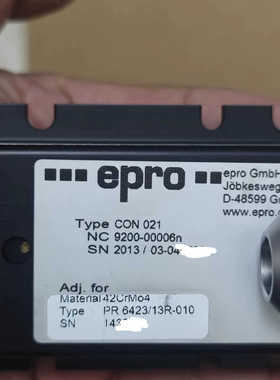 epro
epro GmbH
Jöbkesweg
D-48599 G
www.epro.
Type CON 021
NC 9200-00006n
SN 2013 / 03-04
Adj. for
Material 42CrMo4
Type PR 6423/13R-010
SN